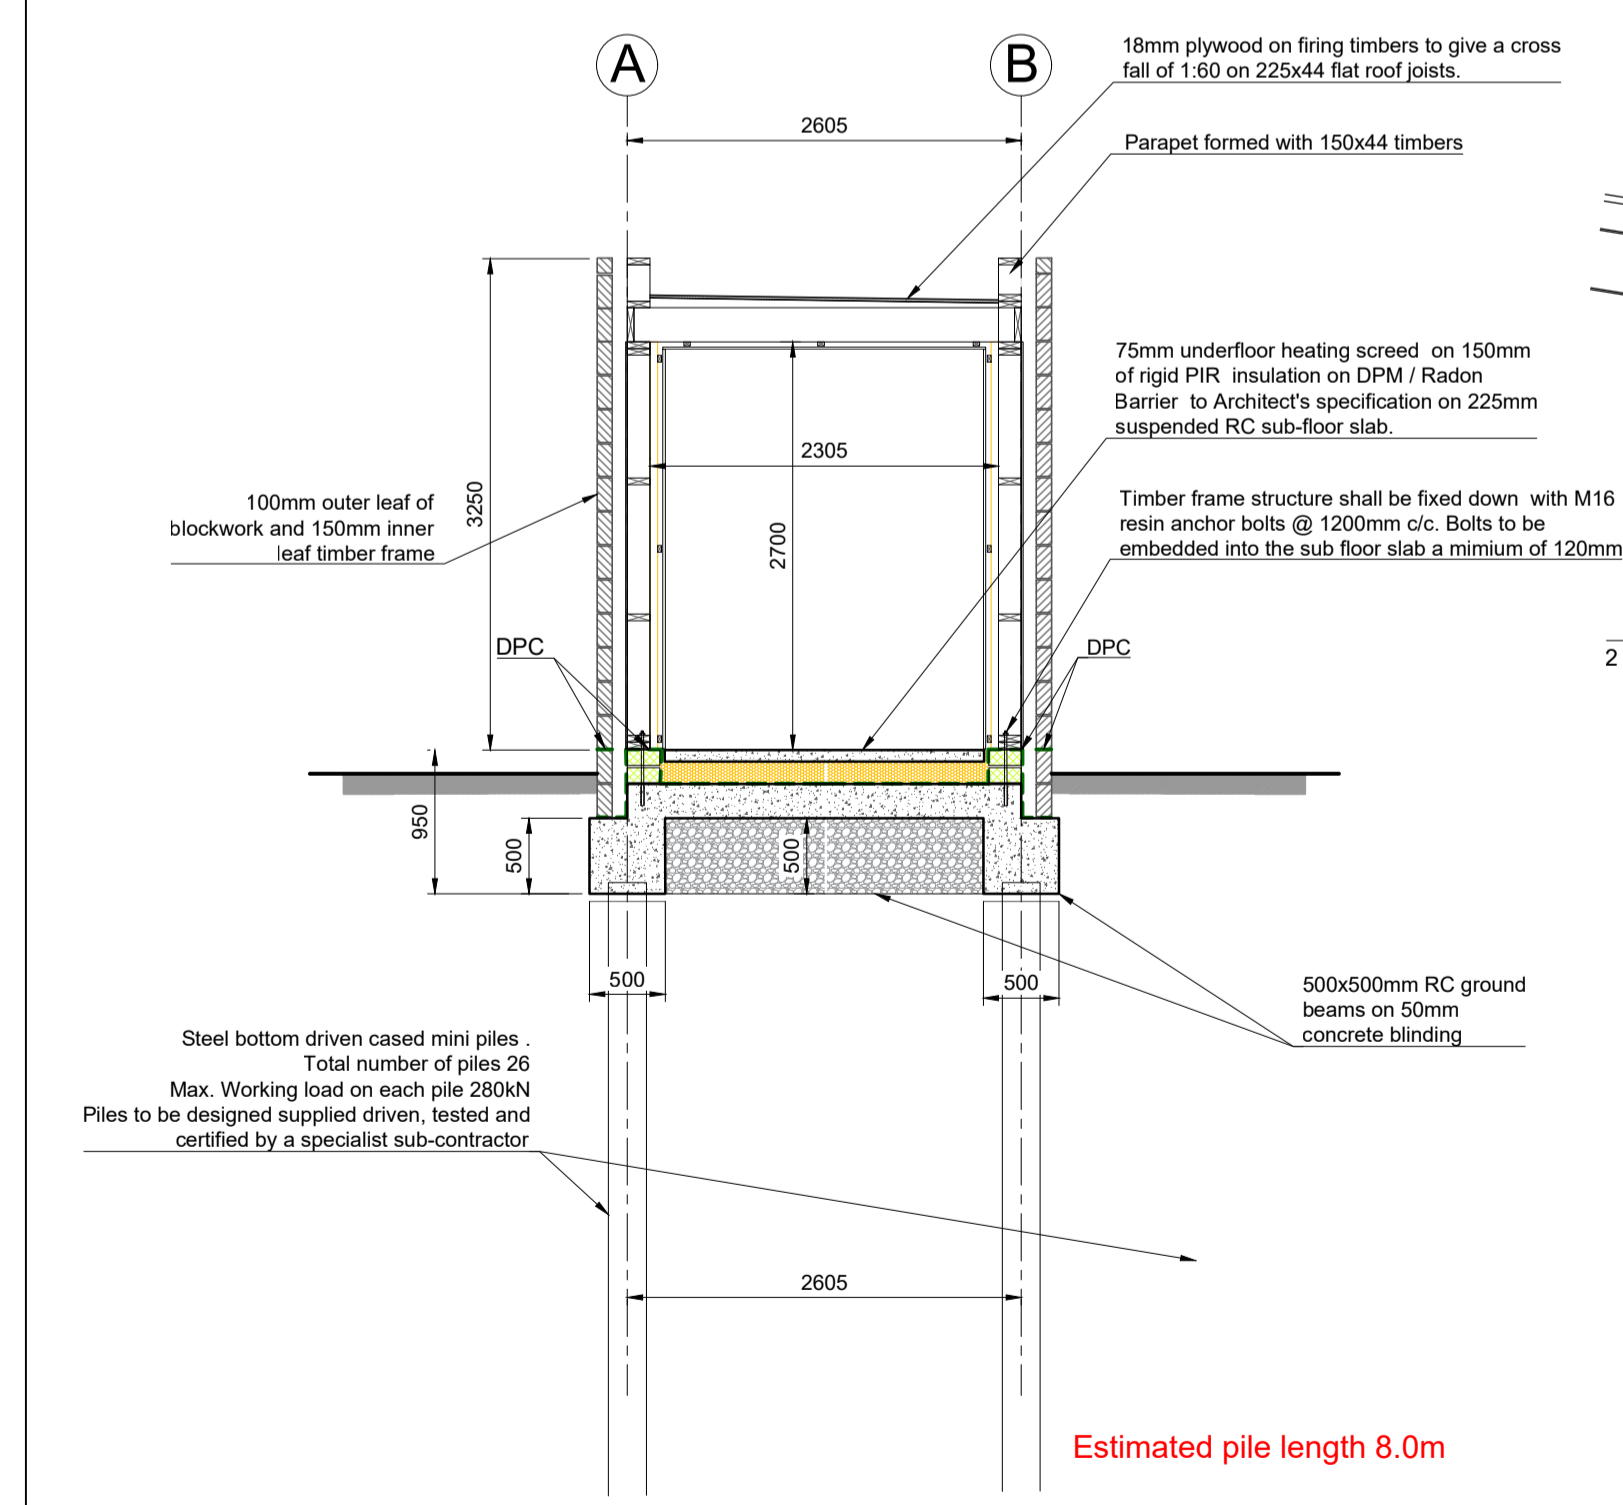 A
B
18mm plywood on firing timbers to give a cross
fall of 1:60 on 225x44 flat roof joists.
2605
Parapet formed with 150x44 timbers
75mm underfloor heating screed on 150mm
of rigid PIR insulation on DPM / Radon
Barrier to Architect's specification on 225mm
suspended RC sub-floor slab.
2305
3250
2700
100mm outer leaf of
blockwork and 150mm inner
leaf timber frame
Timber frame structure shall be fixed down with M16
resin anchor bolts @ 1200mm c/c. Bolts to be
embedded into the sub floor slab a mimium of 120mm
DPC
DPC
2
950
500
500
500
500
500x500mm RC ground
beams on 50mm
concrete blinding
Steel bottom driven cased mini piles .
Total number of piles 26
Max. Working load on each pile 280kN
Piles to be designed supplied driven, tested and
certified by a specialist sub-contractor
2605
Estimated pile length 8.0m